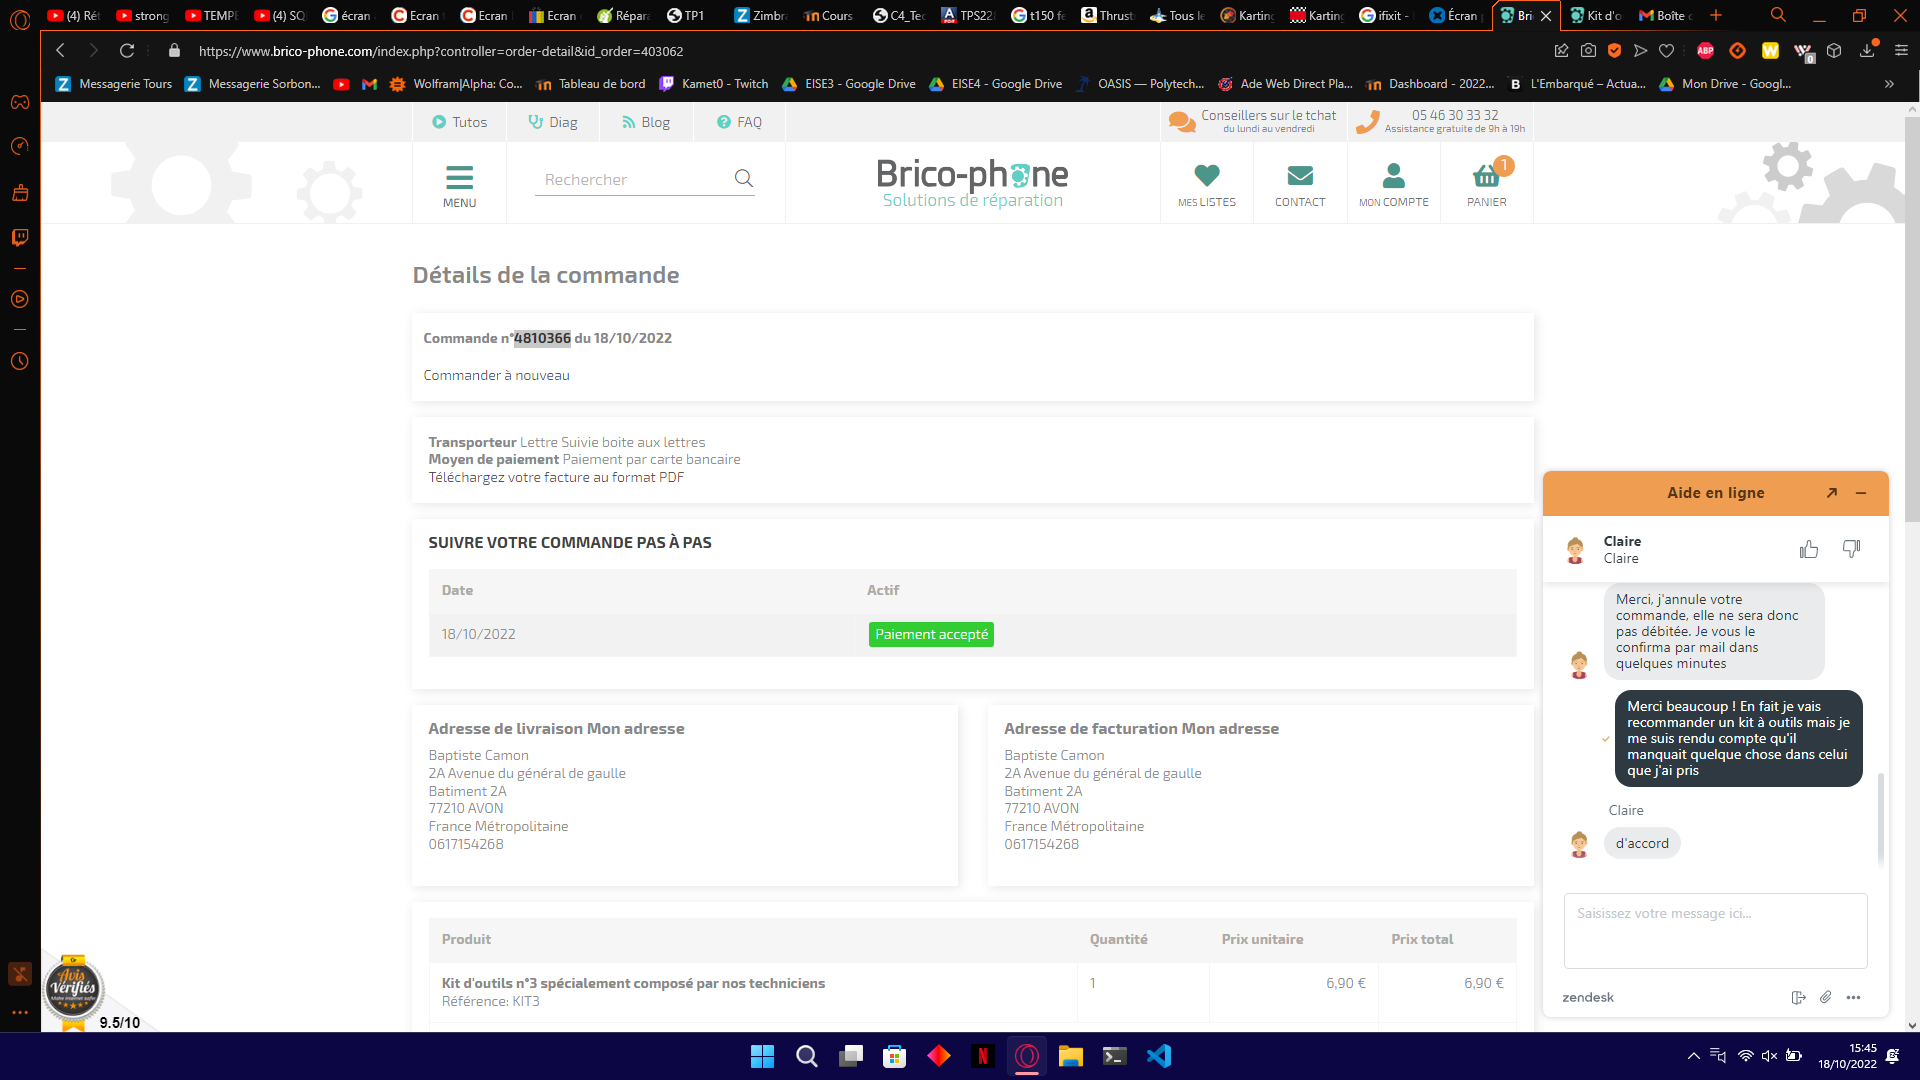 (4) Rét
strong
TEMPE
(4) SQ
écran
Ecran
Ecran
Ecran
Répara
TP1
Zimbra
Cours
C4_Tec
TPS228
t150 fe
Thrust
Tous le
Karting
Karting
ifixit -
Écran
Bri
Kit d'o
Boîte
https://www.brico-phone.com/index.php?controller=order-detail&id_order=403062
Messagerie Tours
Messagerie Sorbon...
Wolfram|Alpha: Co...
Tableau de bord
Kamet0 - Twitch
EISE3 - Google Drive
EISE4 - Google Drive
OASIS — Polytech...
Ade Web Direct Pla...
Dashboard - 2022...
L'Embarqué – Actua...
Mon Drive - Googl...
Tutos
Diag
Blog
FAQ
Conseillers sur le tchat
du lundi au vendredi
05 46 30 33 32
Assistance gratuite de 9h à 19h
MENU
Rechercher
Brico-phone
Solutions de réparation
MES LISTES
CONTACT
MON COMPTE
1
PANIER
Détails de la commande
Commande n°4810366 du 18/10/2022
Commander à nouveau
Transporteur Lettre Suivie boite aux lettres
Moyen de paiement Paiement par carte bancaire
Téléchargez votre facture au format PDF
SUIVRE VOTRE COMMANDE PAS À PAS
Date
Actif
18/10/2022
Paiement accepté
Adresse de livraison Mon adresse
Baptiste Camon
2A Avenue du général de gaulle
Batiment 2A
77210 AVON
France Métropolitaine
0617154268
Adresse de facturation Mon adresse
Baptiste Camon
2A Avenue du général de gaulle
Batiment 2A
77210 AVON
France Métropolitaine
0617154268
Produit
Quantité
Prix unitaire
Prix total
Kit d'outils n°3 spécialement composé par nos techniciens
Référence: KIT3
1
6,90 €
6,90 €
Avis
Vérifiés
9.5/10
Aide en ligne
Claire
Claire
Merci, j'annule votre
commande, elle ne sera donc
pas débitée. Je vous le
confirma par mail dans
quelques minutes
Merci beaucoup ! En fait je vais
recommander un kit à outils mais je
me suis rendu compte qu'il
manquait quelque chose dans celui
que j'ai pris
Claire
d'accord
Saisissez votre message ici...
zendesk
15:45
18/10/2022